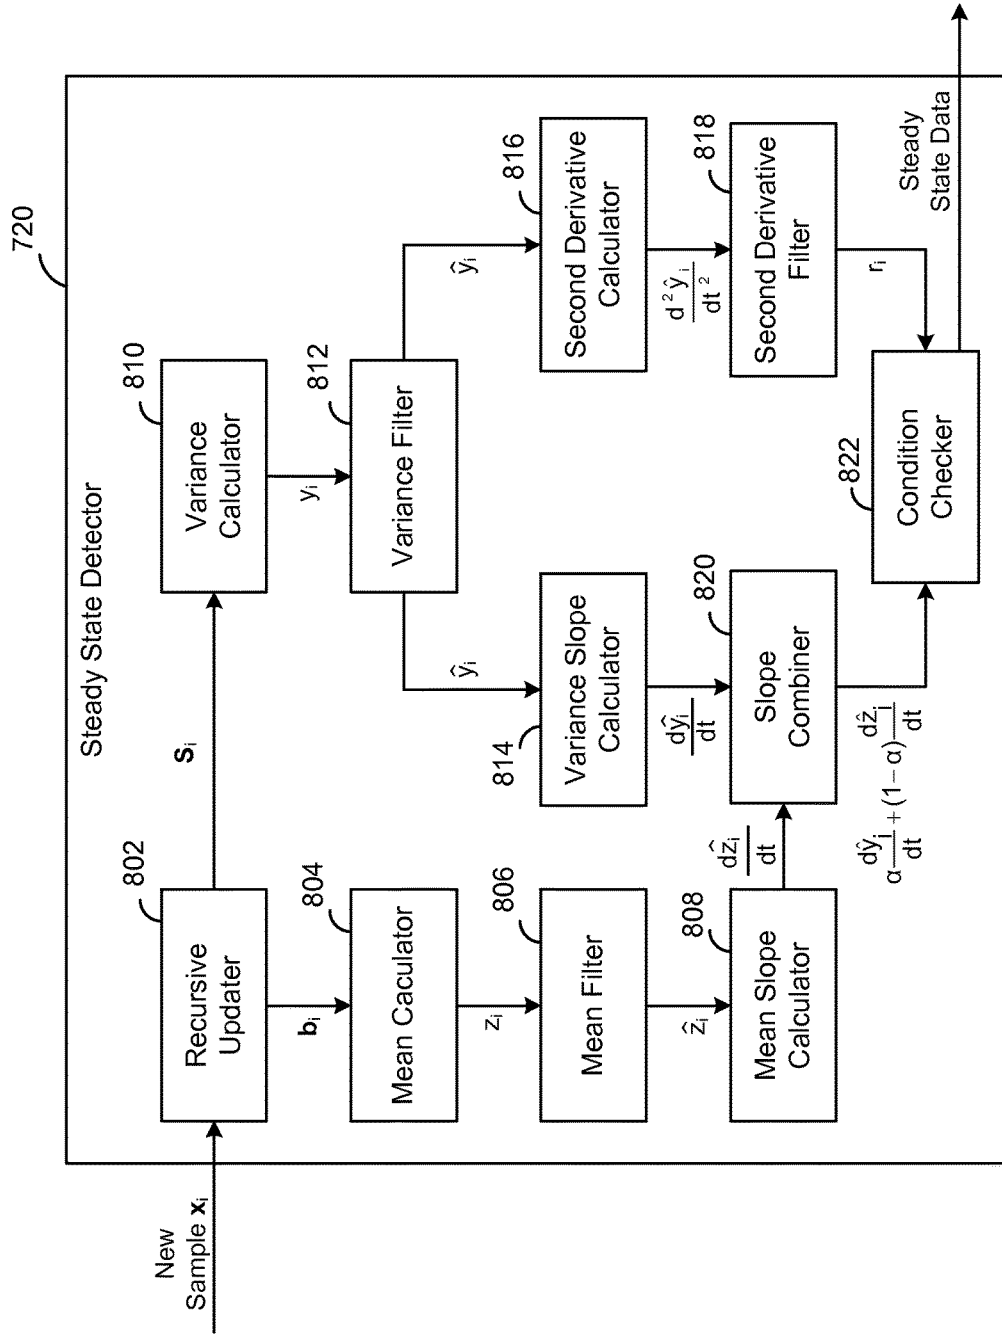 720
Steady State Detector
New
Sample xᵢ
Recursive
Updater
802
Sᵢ
Variance
Calculator
810
bᵢ
Mean Caculator
804
yᵢ
Variance Filter
812
zᵢ
Mean Filter
806
ŷᵢ
Variance Slope
Calculator
814
ŷᵢ
Second Derivative
Calculator
816
ẑᵢ
Mean Slope
Calculator
808
dẑᵢ
dt
dŷᵢ
dt
Slope
Combiner
820
d² ŷᵢ
dt²
Second Derivative
Filter
818
α dŷᵢ/dt + (1 − α) dẑᵢ/dt
rᵢ
Condition
Checker
822
Steady
State Data